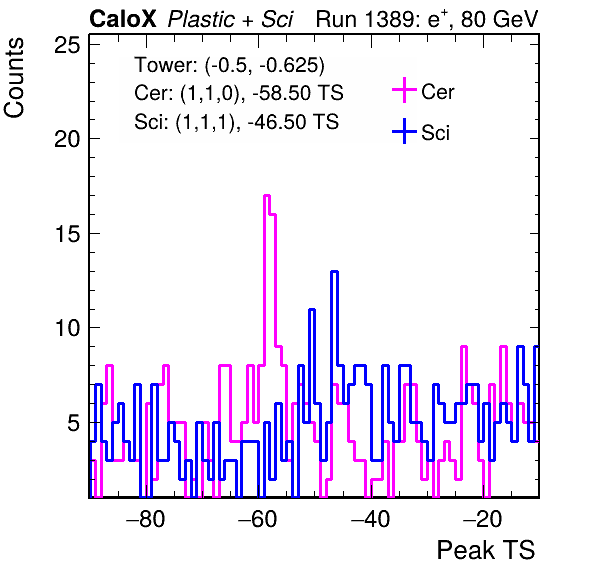 CaloX Plastic + Sci Run 1389: e+, 80 GeV
Counts
25
20
15
10
5
Tower: (-0.5, -0.625)
Cer: (1,1,0), -58.50 TS
Sci: (1,1,1), -46.50 TS
Cer
Sci
−80 −60 −40 −20
Peak TS